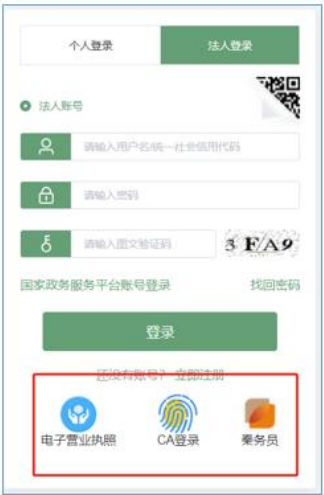 个人登录 法人登录
法人账号
请输入用户名/统一社会信用代码
请输入密码
请输入图文验证码 3 F/A9
国家政务服务平台账号登录 找回密码
登录
还没有账号？ 立即注册
电子营业执照 CA登录 秦务员